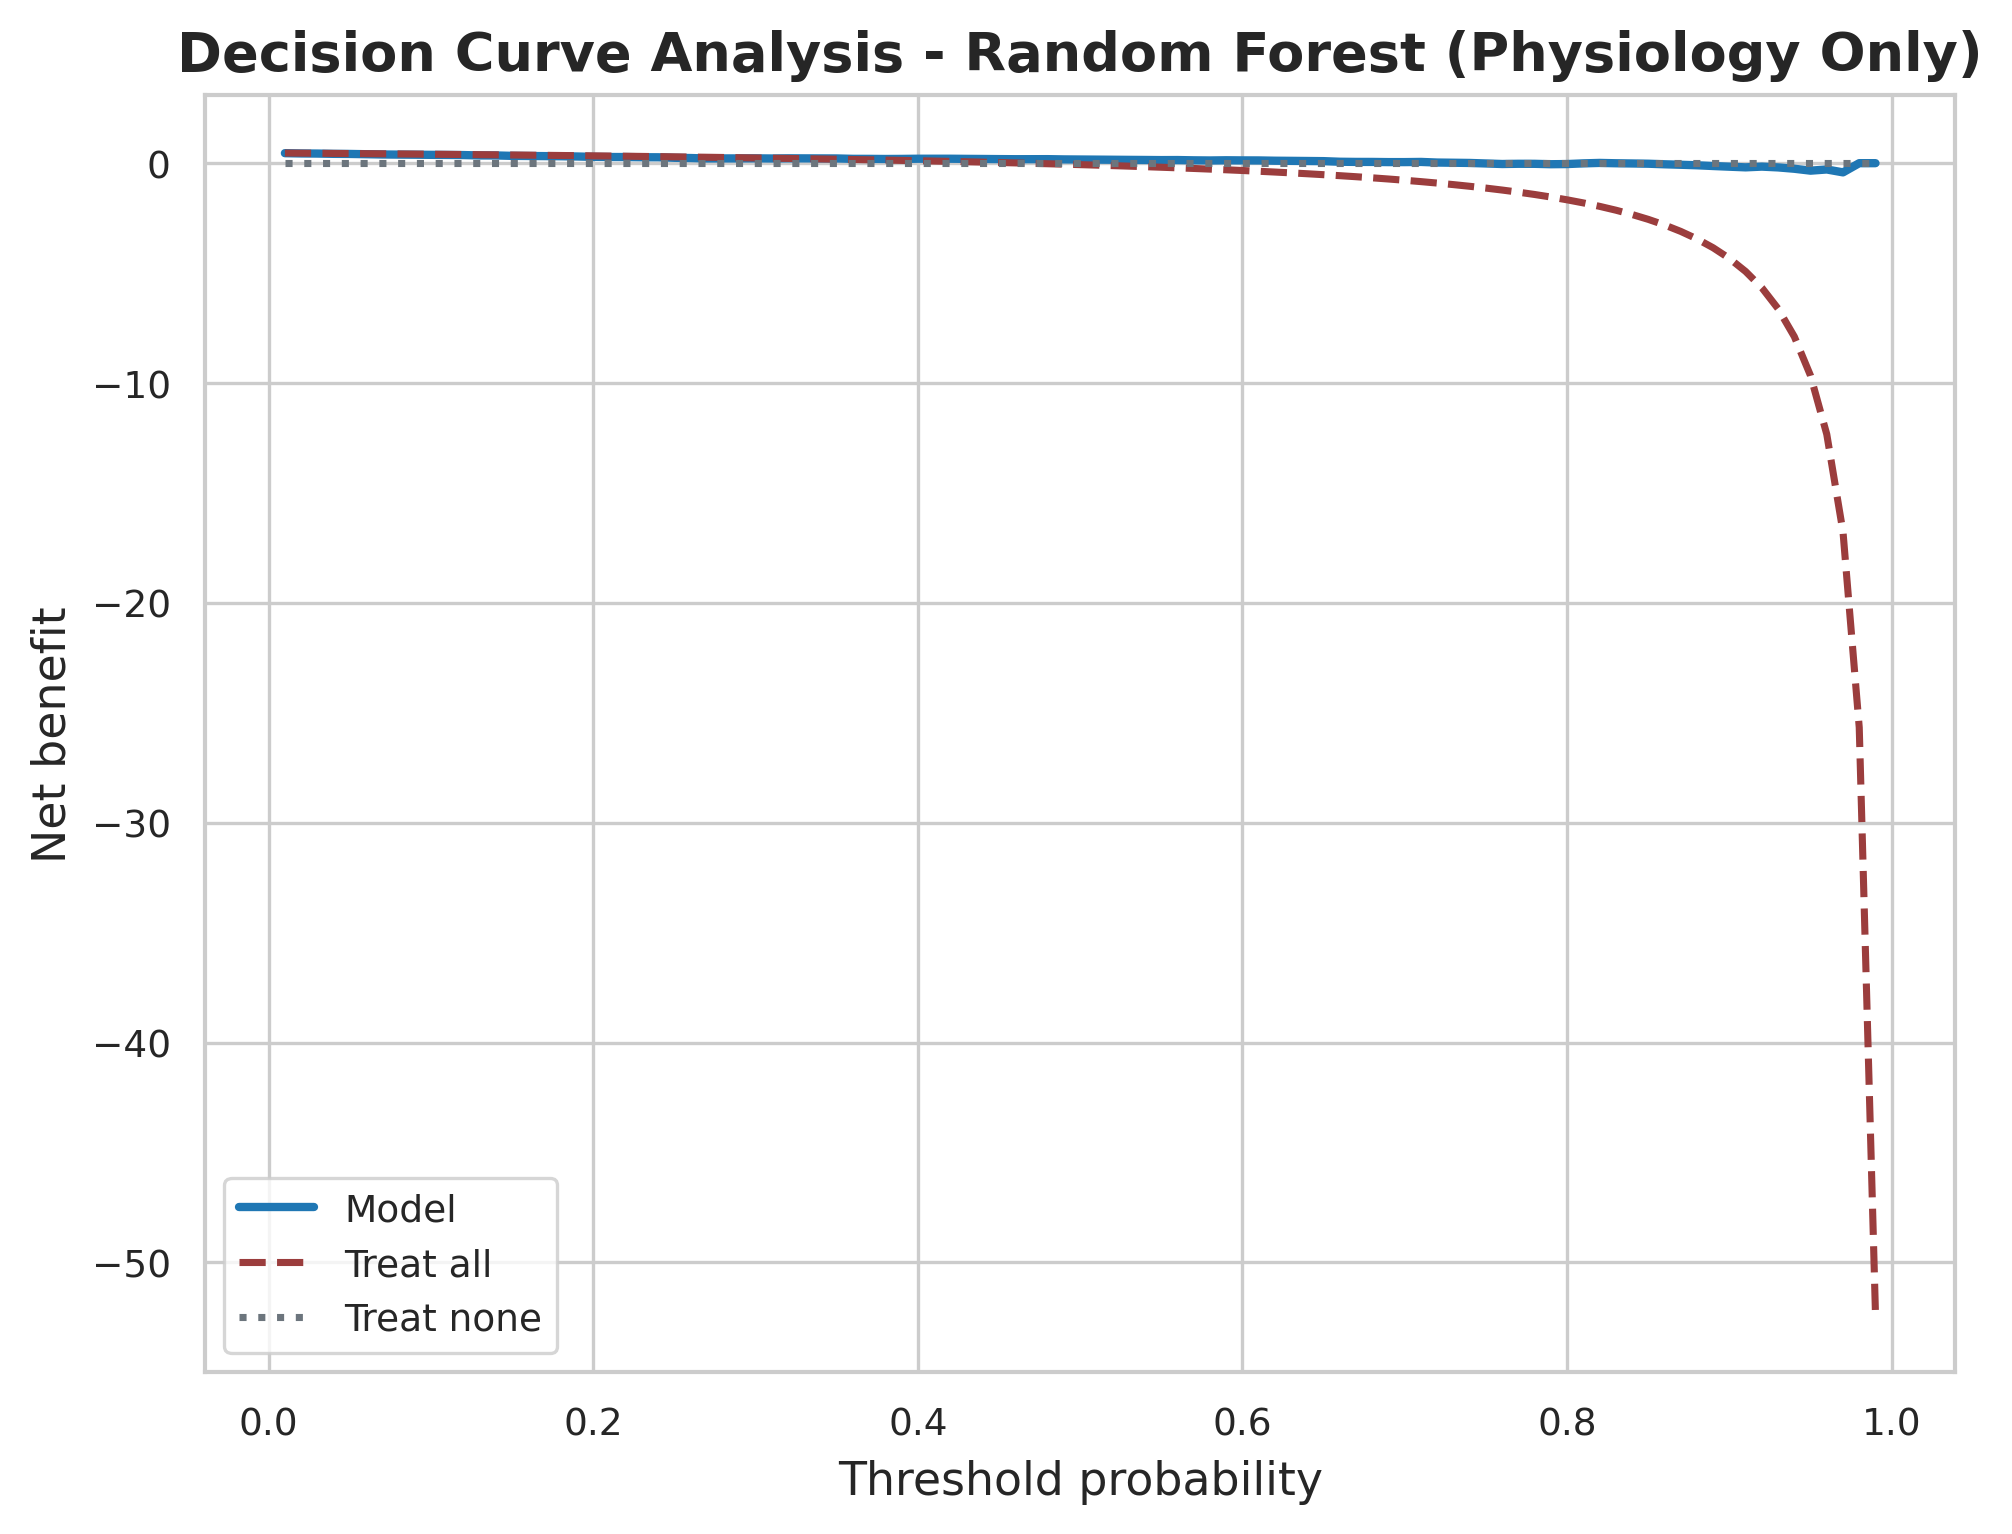 Decision Curve Analysis - Random Forest (Physiology Only)
Net benefit
0
−10
−20
−30
−40
−50
Model
Treat all
Treat none
0.0 0.2 0.4 0.6 0.8 1.0
Threshold probability